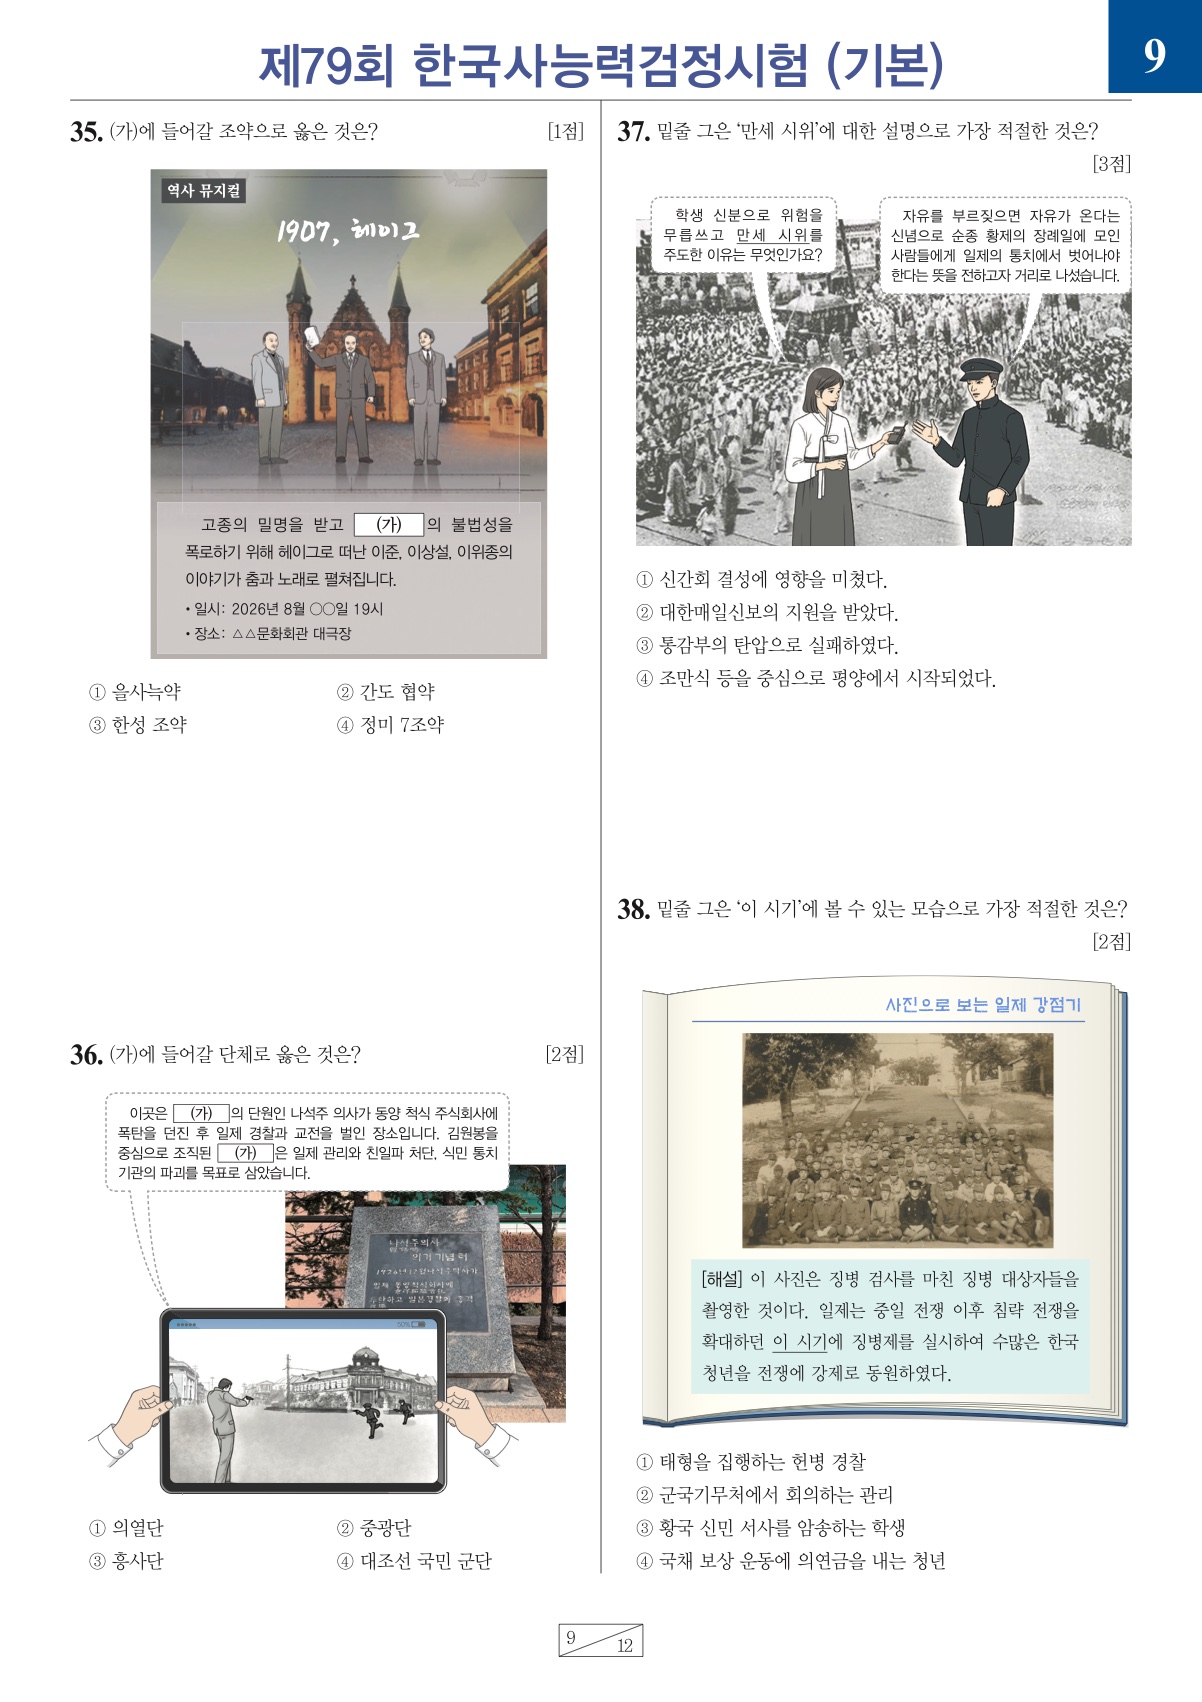 제79회 한국사능력검정시험 (기본)
9
35. (가)에 들어갈 조약으로 옳은 것은? [1점]
역사 뮤지컬
1907, 헤이그
고종의 밀명을 받고 (가) 의 불법성을
폭로하기 위해 헤이그로 떠난 이준, 이상설, 이위종의
이야기가 춤과 노래로 펼쳐집니다.
• 일시: 2026년 8월 ○○일 19시
• 장소: △△문화회관 대극장
① 을사늑약 ② 간도 협약
③ 한성 조약 ④ 정미 7조약
36. (가)에 들어갈 단체로 옳은 것은? [2점]
이곳은 (가) 의 단원인 나석주 의사가 동양 척식 주식회사에
폭탄을 던진 후 일제 경찰과 교전을 벌인 장소입니다. 김원봉을
중심으로 조직된 (가) 은 일제 관리와 친일파 처단, 식민 통치
기관의 파괴를 목표로 삼았습니다.
나석주의사
의거기념터
50%
① 의열단 ② 중광단
③ 흥사단 ④ 대조선 국민 군단
37. 밑줄 그은 ‘만세 시위’에 대한 설명으로 가장 적절한 것은?
[3점]
학생 신분으로 위험을
무릅쓰고 만세 시위를
주도한 이유는 무엇인가요?
자유를 부르짖으면 자유가 온다는
신념으로 순종 황제의 장례일에 모인
사람들에게 일제의 통치에서 벗어나야
한다는 뜻을 전하고자 거리로 나섰습니다.
① 신간회 결성에 영향을 미쳤다.
② 대한매일신보의 지원을 받았다.
③ 통감부의 탄압으로 실패하였다.
④ 조만식 등을 중심으로 평양에서 시작되었다.
38. 밑줄 그은 ‘이 시기’에 볼 수 있는 모습으로 가장 적절한 것은?
[2점]
사진으로 보는 일제 강점기
[해설] 이 사진은 징병 검사를 마친 징병 대상자들을
촬영한 것이다. 일제는 중일 전쟁 이후 침략 전쟁을
확대하던 이 시기에 징병제를 실시하여 수많은 한국
청년을 전쟁에 강제로 동원하였다.
① 태형을 집행하는 헌병 경찰
② 군국기무처에서 회의하는 관리
③ 황국 신민 서사를 암송하는 학생
④ 국채 보상 운동에 의연금을 내는 청년
9
12